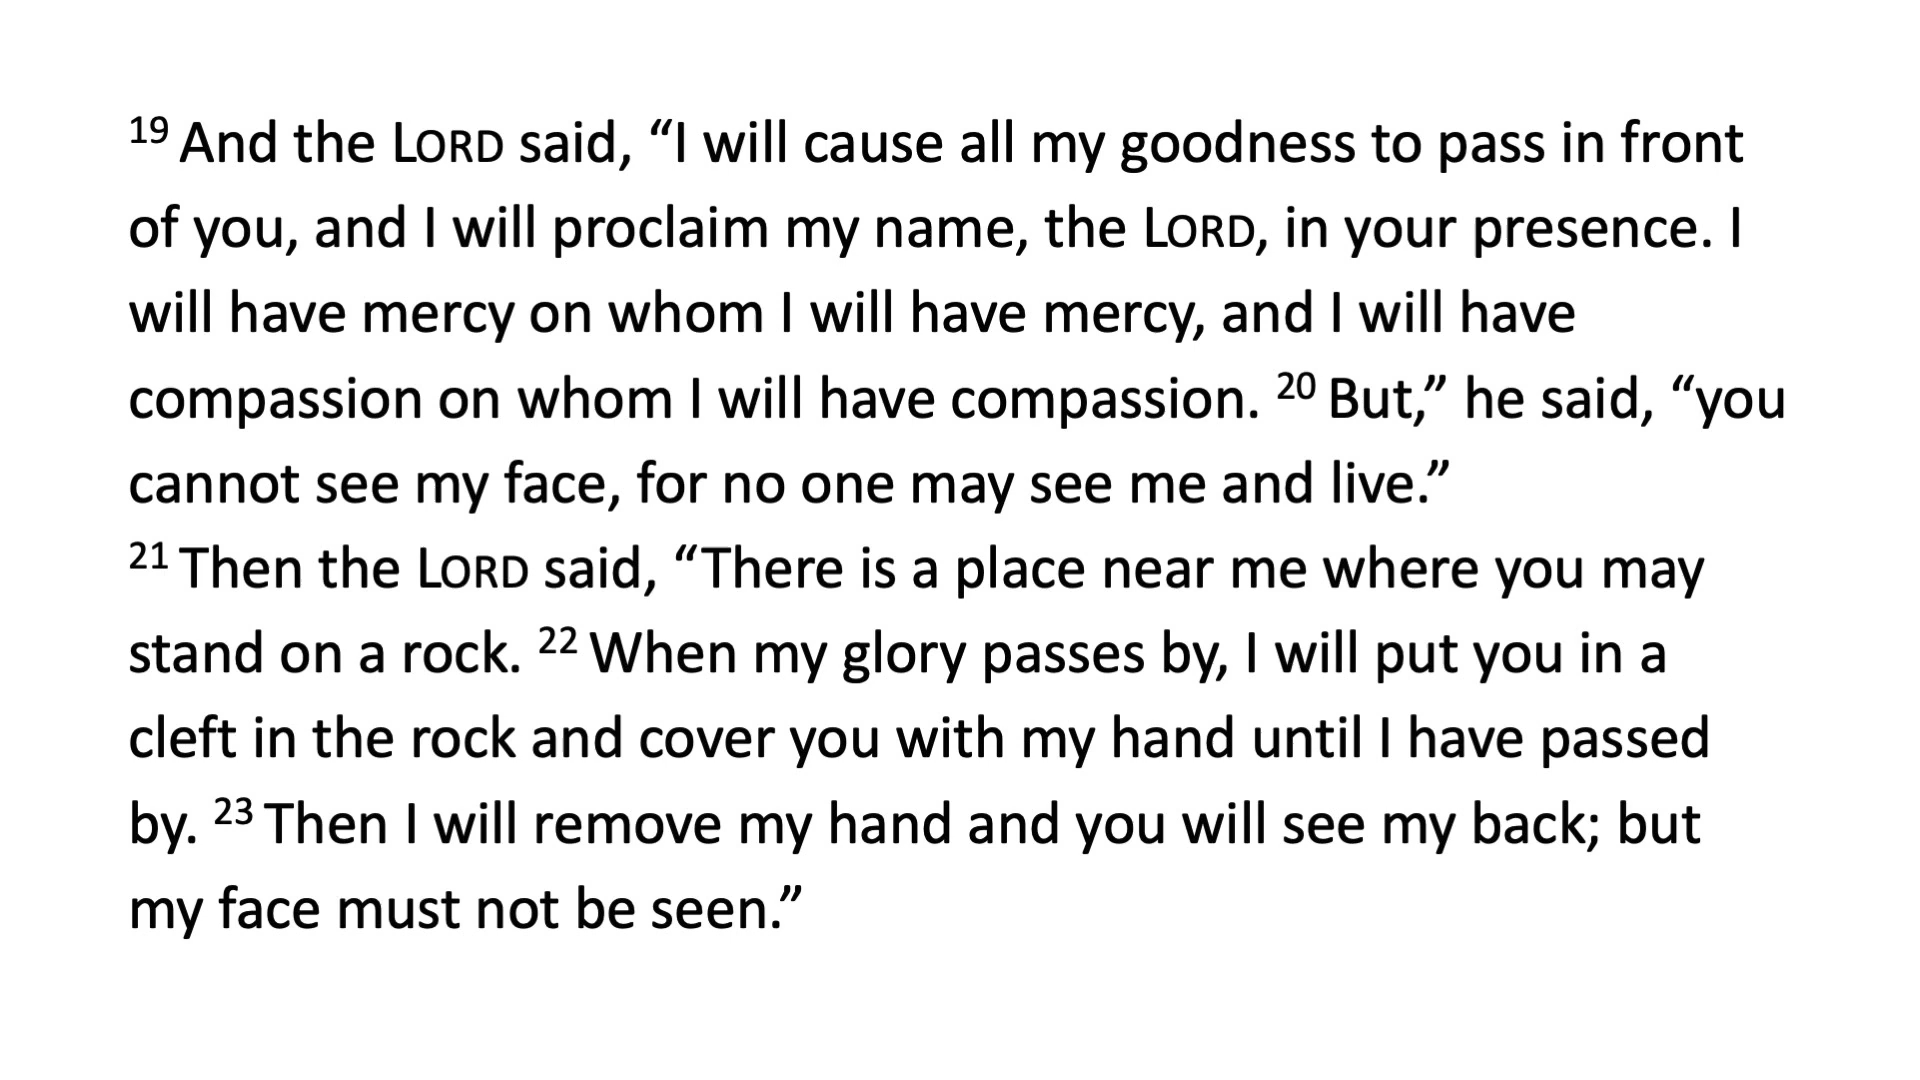 19 And the LORD said, “I will cause all my goodness to pass in front
of you, and I will proclaim my name, the LORD, in your presence. I
will have mercy on whom I will have mercy, and I will have
compassion on whom I will have compassion. 20 But,” he said, “you
cannot see my face, for no one may see me and live.”
21 Then the LORD said, “There is a place near me where you may
stand on a rock. 22 When my glory passes by, I will put you in a
cleft in the rock and cover you with my hand until I have passed
by. 23 Then I will remove my hand and you will see my back; but
my face must not be seen.”